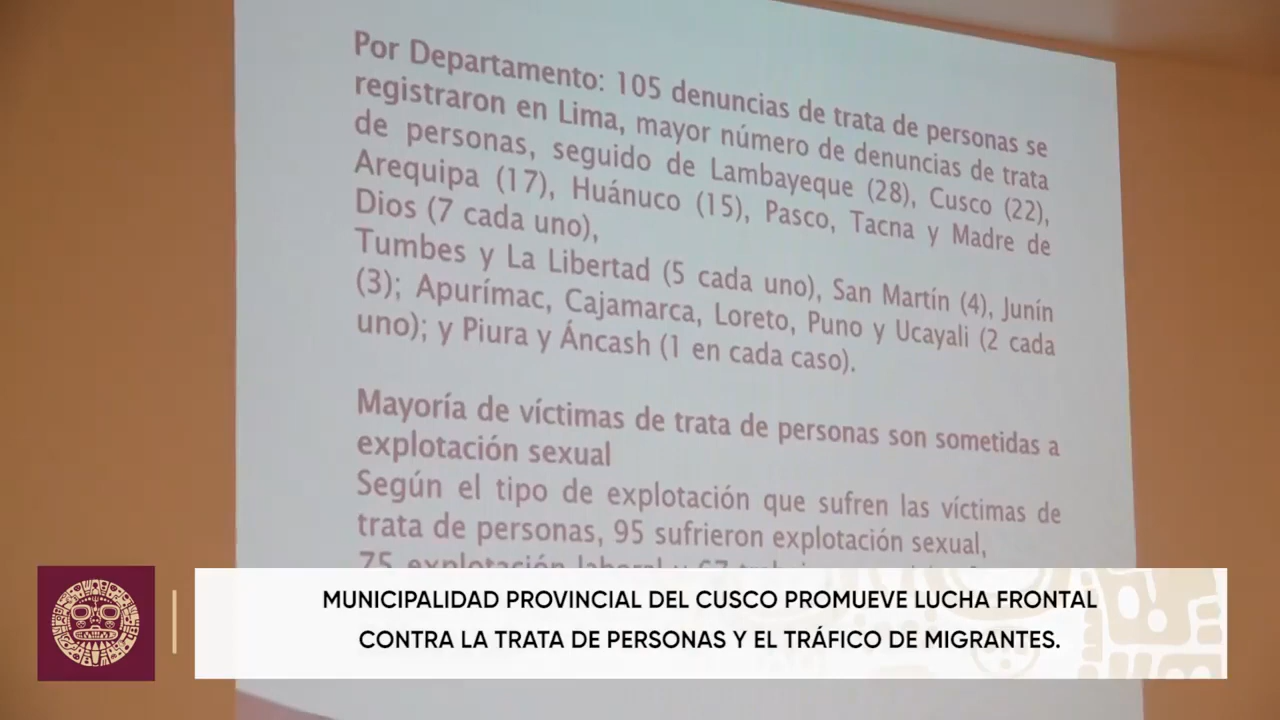 Por Departamento: 105 denuncias de trata de personas se
registraron en Lima, mayor número de denuncias de trata
de personas, seguido de Lambayeque (28), Cusco (22),
Arequipa (17), Huánuco (15), Pasco, Tacna y Madre de
Dios (7 cada uno),
Tumbes y La Libertad (5 cada uno), San Martín (4), Junín
(3); Apurímac, Cajamarca, Loreto, Puno y Ucayali (2 cada
uno); y Piura y Áncash (1 en cada caso).
Mayoría de víctimas de trata de personas son sometidas a
explotación sexual
Según el tipo de explotación que sufren las víctimas de
trata de personas, 95 sufrieron explotación sexual,
75 explotación laboral y 67
MUNICIPALIDAD PROVINCIAL DEL CUSCO PROMUEVE LUCHA FRONTAL
CONTRA LA TRATA DE PERSONAS Y EL TRÁFICO DE MIGRANTES.